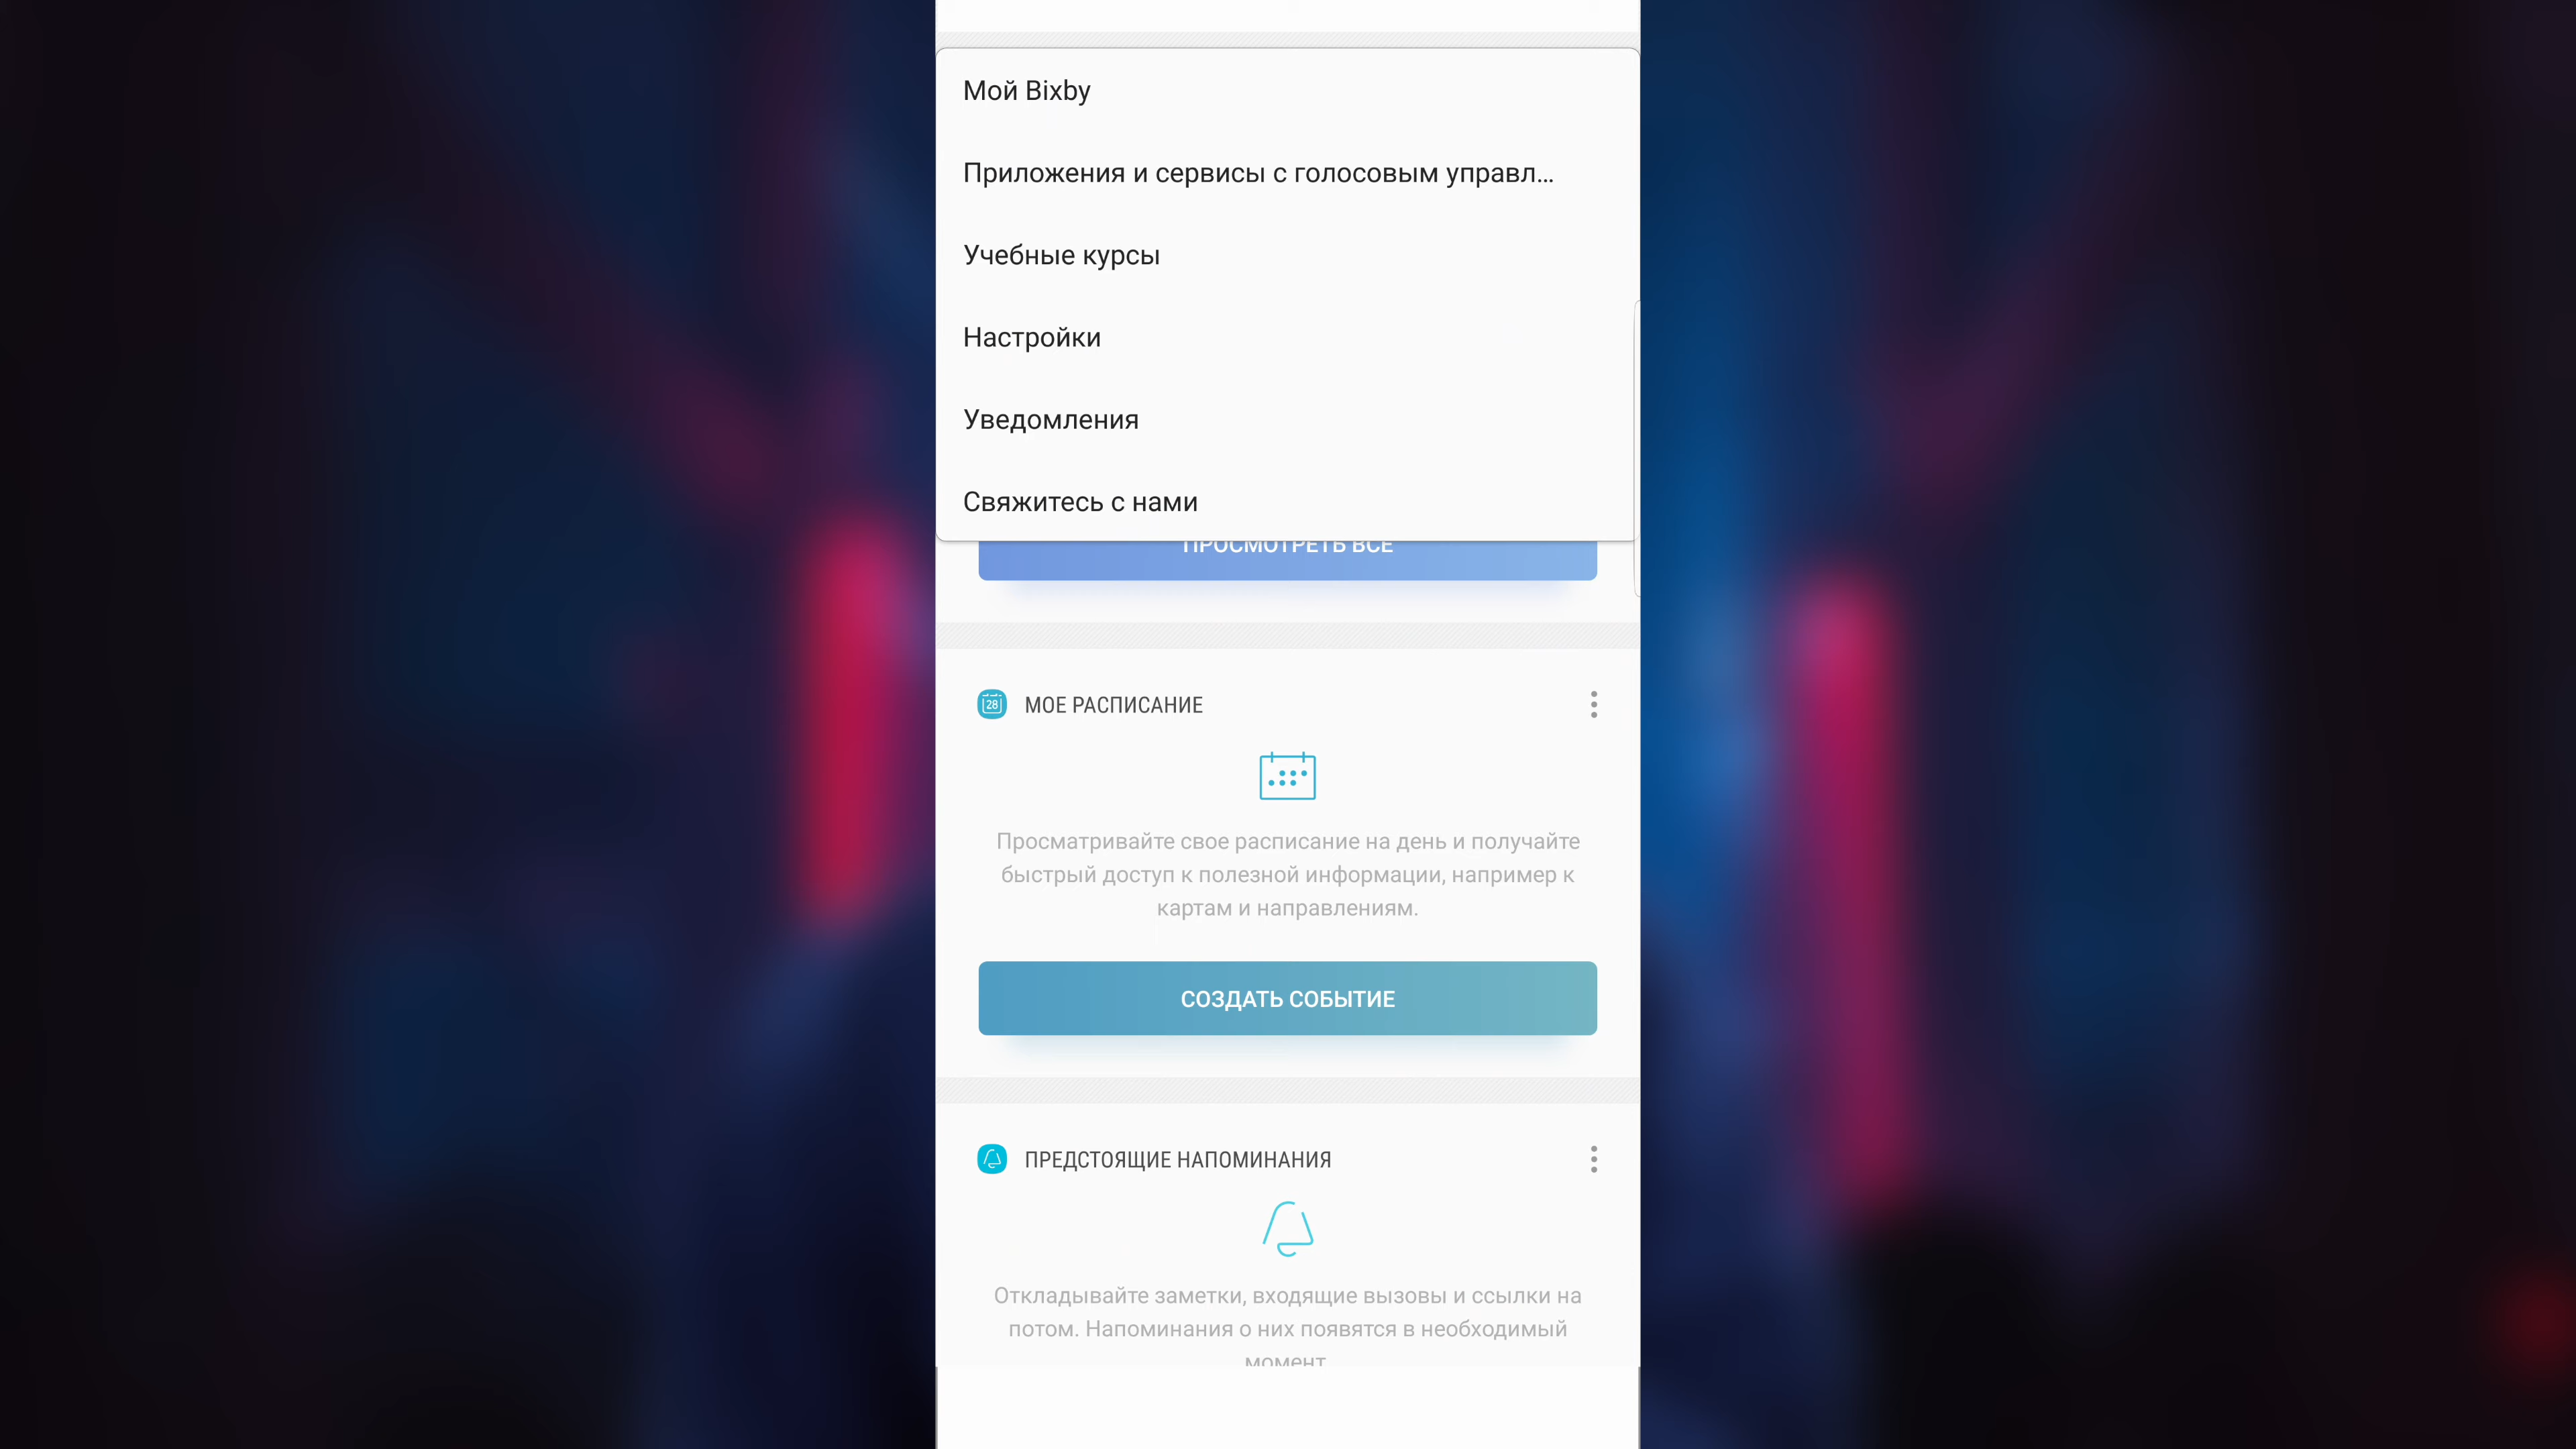 Мой Bixby
Приложения и сервисы с голосовым управл...
Учебные курсы
Настройки
Уведомления
Свяжитесь с нами
ПРОСМОТРЕТЬ ВСЕ
28
МОЕ РАСПИСАНИЕ
Просматривайте свое расписание на день и получайте
быстрый доступ к полезной информации, например к
картам и направлениям.
СОЗДАТЬ СОБЫТИЕ
ПРЕДСТОЯЩИЕ НАПОМИНАНИЯ
Откладывайте заметки, входящие вызовы и ссылки на
потом. Напоминания о них появятся в необходимый
момент